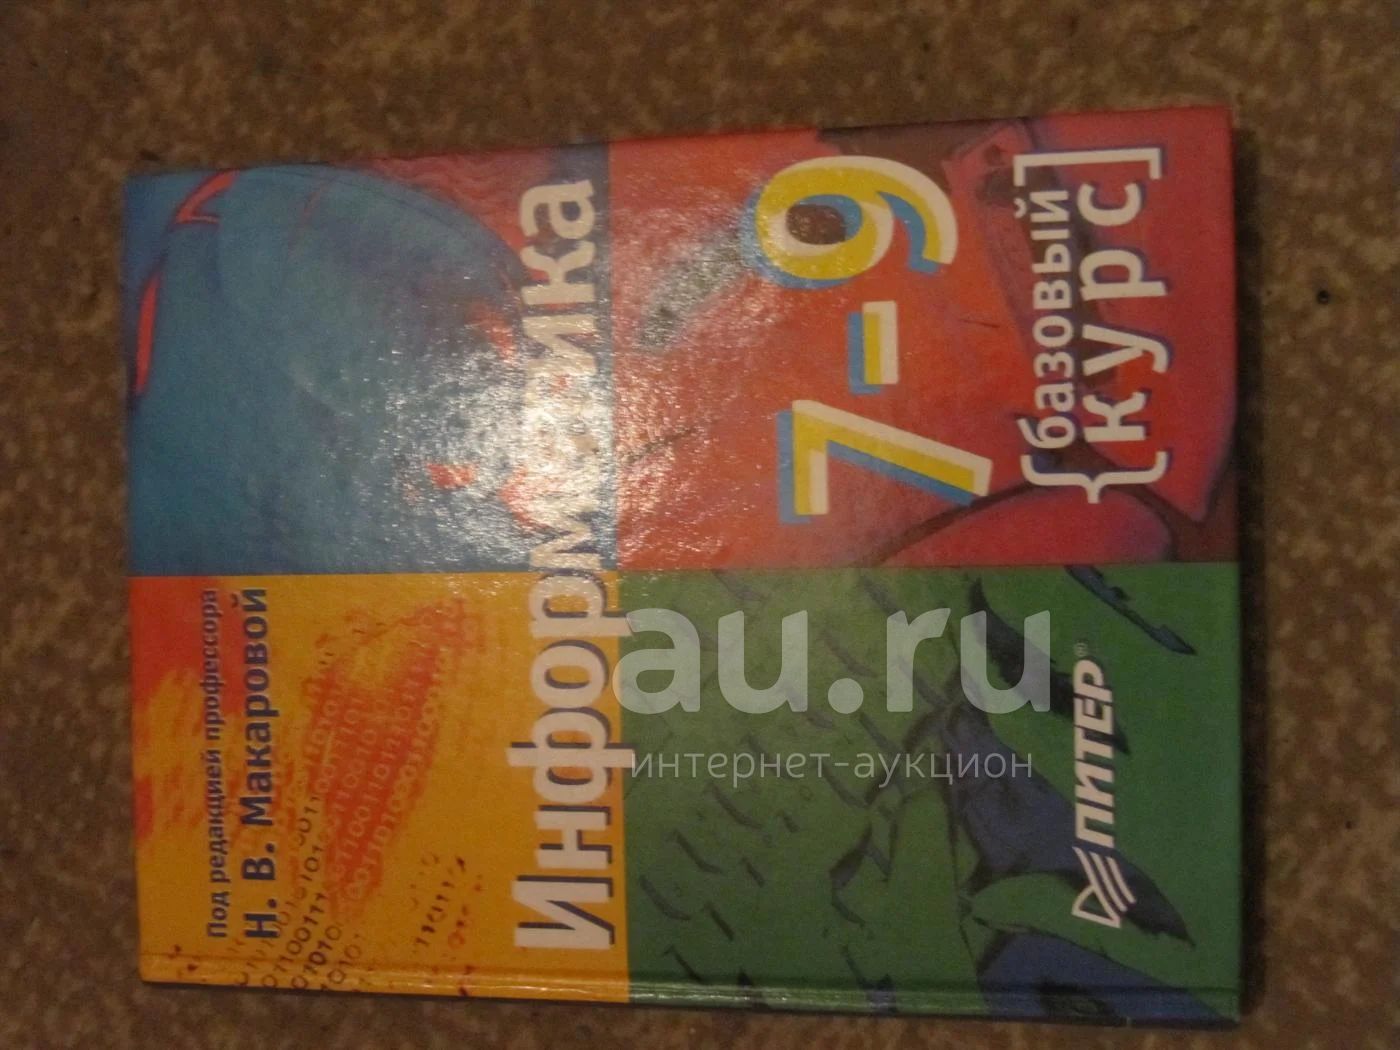 Под редакцией профессора
Н. В. Макаровой
Информатика
7-9
{базовый]
{курс]
ПИТЕР®
au.ru
интернет-аукцион